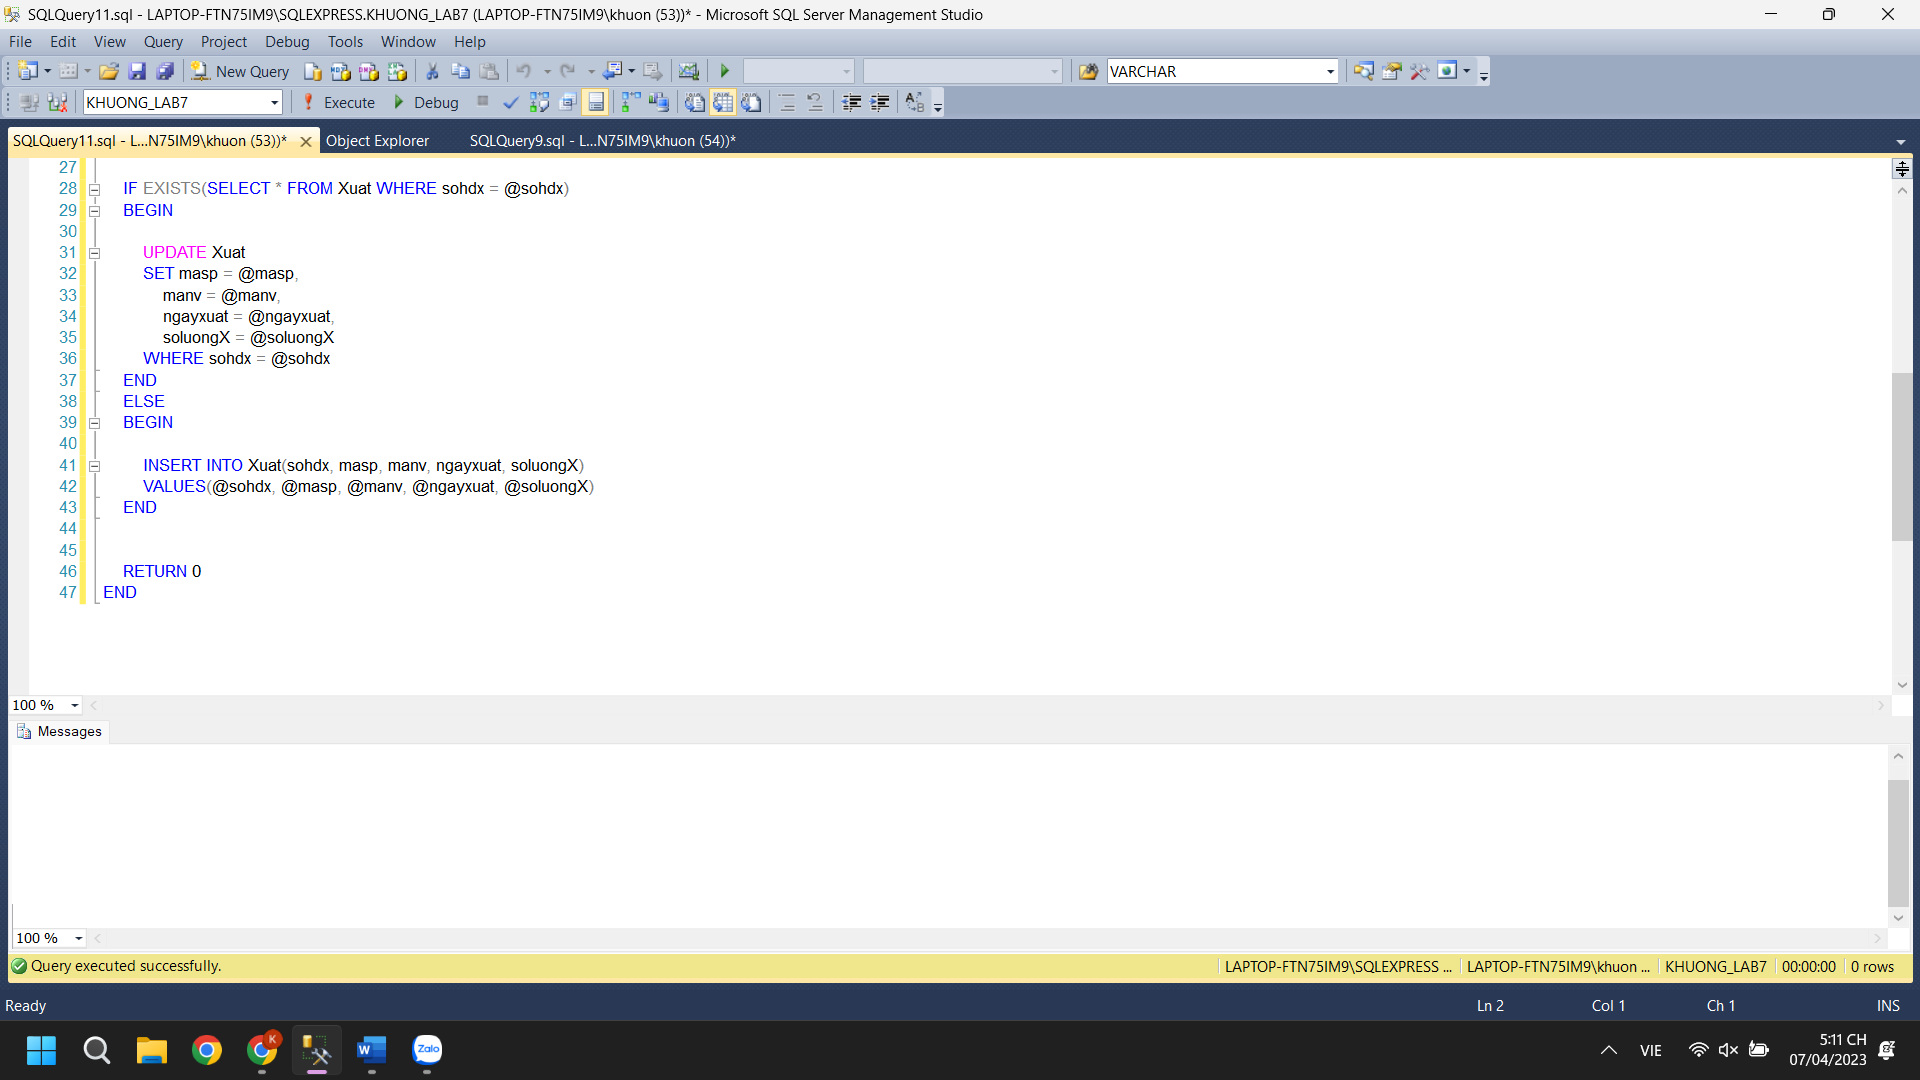 SQLQuery11.sql - LAPTOP-FTN75IM9\SQLEXPRESS.KHUONG_LAB7 (LAPTOP-FTN75IM9\khuon (53))* - Microsoft SQL Server Management Studio
File Edit View Query Project Debug Tools Window Help
New Query VARCHAR
KHUONG_LAB7 Execute Debug
SQLQuery11.sql - L...N75IM9\khuon (53))* Object Explorer SQLQuery9.sql - L...N75IM9\khuon (54))*
27
28 IF EXISTS(SELECT * FROM Xuat WHERE sohdx = @sohdx)
29 BEGIN
30
31 UPDATE Xuat
32 SET masp = @masp,
33 manv = @manv,
34 ngayxuat = @ngayxuat,
35 soluongX = @soluongX
36 WHERE sohdx = @sohdx
37 END
38 ELSE
39 BEGIN
40
41 INSERT INTO Xuat(sohdx, masp, manv, ngayxuat, soluongX)
42 VALUES(@sohdx, @masp, @manv, @ngayxuat, @soluongX)
43 END
44
45
46 RETURN 0
47 END
100 %
Messages
100 %
Query executed successfully. LAPTOP-FTN75IM9\SQLEXPRESS ... LAPTOP-FTN75IM9\khuon ... KHUONG_LAB7 00:00:00 0 rows
Ready Ln 2 Col 1 Ch 1 INS
K
W
Zalo
VIE
5:11 CH
07/04/2023